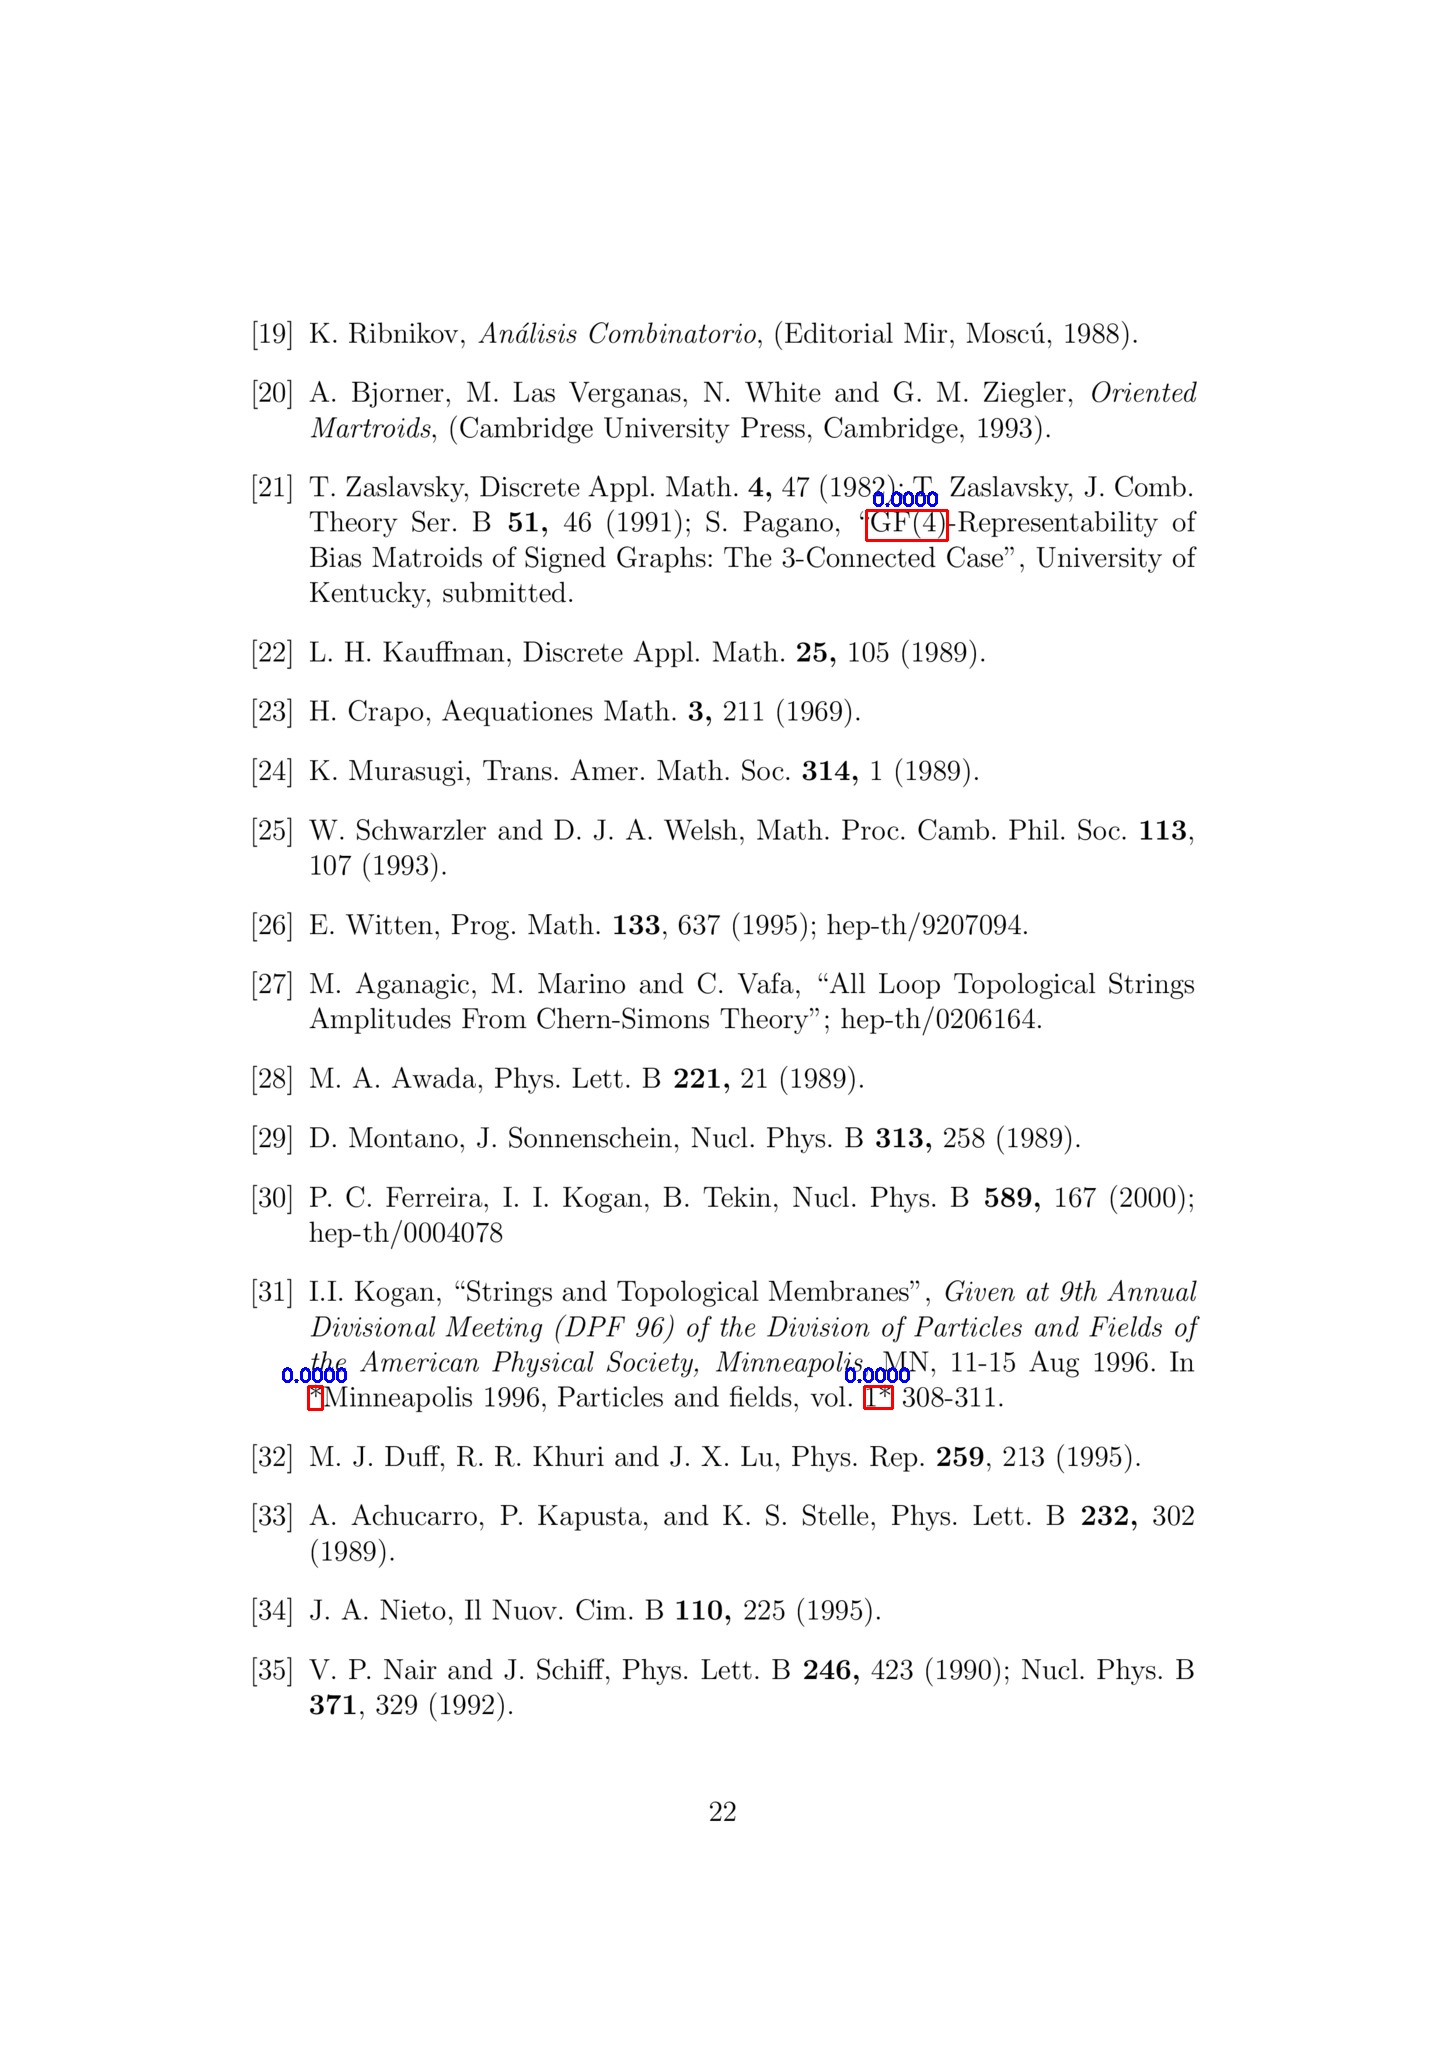 [19] K. Ribnikov, Análisis Combinatorio, (Editorial Mir, Moscú, 1988).
[20] A. Bjorner, M. Las Verganas, N. White and G. M. Ziegler, Oriented
Martroids, (Cambridge University Press, Cambridge, 1993).
[21] T. Zaslavsky, Discrete Appl. Math. 4, 47 (1982); T. Zaslavsky, J. Comb.
0.0000
Theory Ser. B 51, 46 (1991); S. Pagano, “GF(4)-Representability of
Bias Matroids of Signed Graphs: The 3-Connected Case”, University of
Kentucky, submitted.
[22] L. H. Kauffman, Discrete Appl. Math. 25, 105 (1989).
[23] H. Crapo, Aequationes Math. 3, 211 (1969).
[24] K. Murasugi, Trans. Amer. Math. Soc. 314, 1 (1989).
[25] W. Schwarzler and D. J. A. Welsh, Math. Proc. Camb. Phil. Soc. 113,
107 (1993).
[26] E. Witten, Prog. Math. 133, 637 (1995); hep-th/9207094.
[27] M. Aganagic, M. Marino and C. Vafa, “All Loop Topological Strings
Amplitudes From Chern-Simons Theory”; hep-th/0206164.
[28] M. A. Awada, Phys. Lett. B 221, 21 (1989).
[29] D. Montano, J. Sonnenschein, Nucl. Phys. B 313, 258 (1989).
[30] P. C. Ferreira, I. I. Kogan, B. Tekin, Nucl. Phys. B 589, 167 (2000);
hep-th/0004078
[31] I.I. Kogan, “Strings and Topological Membranes”, Given at 9th Annual
Divisional Meeting (DPF 96) of the Division of Particles and Fields of
the American Physical Society, Minneapolis, MN, 11-15 Aug 1996. In
0.0000 0.0000
*Minneapolis 1996, Particles and fields, vol. 1* 308-311.
[32] M. J. Duff, R. R. Khuri and J. X. Lu, Phys. Rep. 259, 213 (1995).
[33] A. Achucarro, P. Kapusta, and K. S. Stelle, Phys. Lett. B 232, 302
(1989).
[34] J. A. Nieto, Il Nuov. Cim. B 110, 225 (1995).
[35] V. P. Nair and J. Schiff, Phys. Lett. B 246, 423 (1990); Nucl. Phys. B
371, 329 (1992).
22